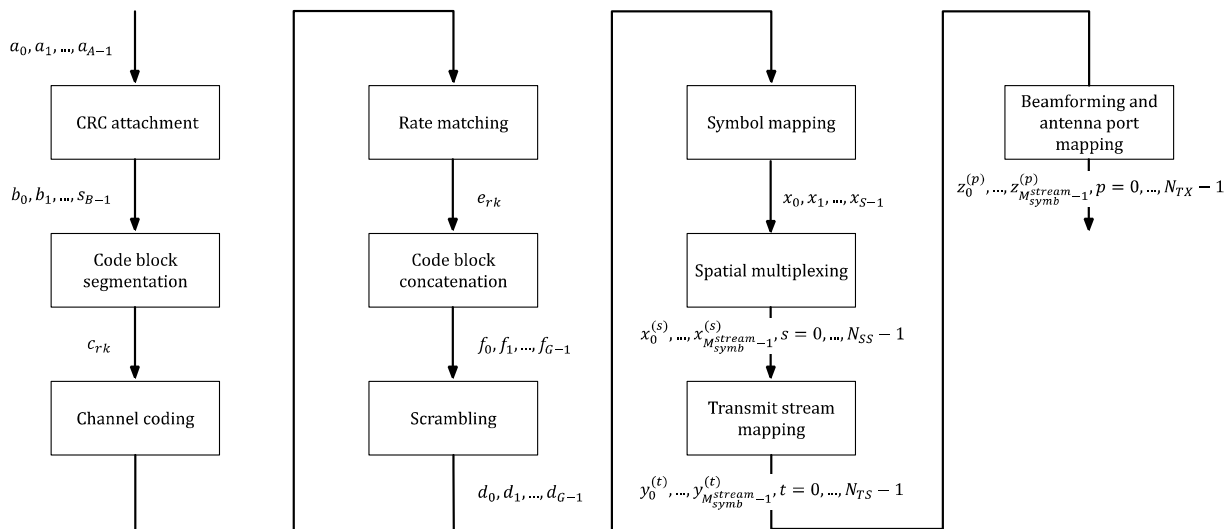 a_0, a_1, ..., a_{A−1}
CRC attachment
b_0, b_1, ..., s_{B−1}
Code block
segmentation
c_{rk}
Channel coding
Rate matching
e_{rk}
Code block
concatenation
f_0, f_1, ..., f_{G−1}
Scrambling
d_0, d_1, ..., d_{G−1}
Symbol mapping
x_0, x_1, ..., x_{S−1}
Spatial multiplexing
x_0^{(s)}, ..., x_{M_{symb}^{stream}−1}^{(s)}, s = 0, ..., N_{SS} − 1
Transmit stream
mapping
y_0^{(t)}, ..., y_{M_{symb}^{stream}−1}^{(t)}, t = 0, ..., N_{TS} − 1
Beamforming and
antenna port
mapping
z_0^{(p)}, ..., z_{M_{symb}^{stream}−1}^{(p)}, p = 0, ..., N_{TX} − 1